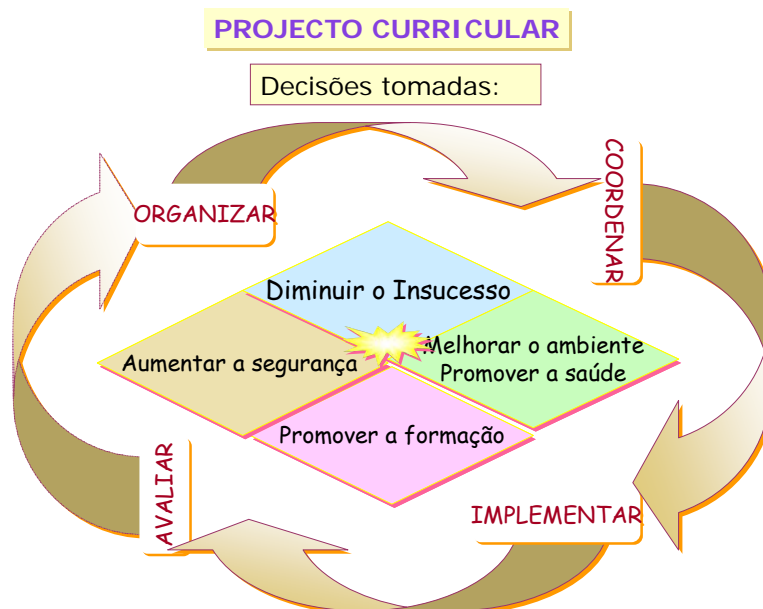 PROJECTO CURRICULAR
Decisões tomadas:
COORDENAR
ORGANIZAR
Diminuir o Insucesso
Melhorar o ambiente
Promover a saúde
Aumentar a segurança
Promover a formação
AVALIAR
IMPLEMENTAR